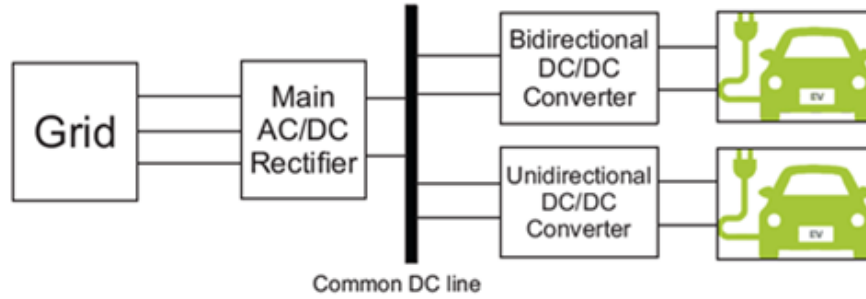 Grid
Main
AC/DC
Rectifier
Common DC line
Bidirectional
DC/DC
Converter
EV
Unidirectional
DC/DC
Converter
EV